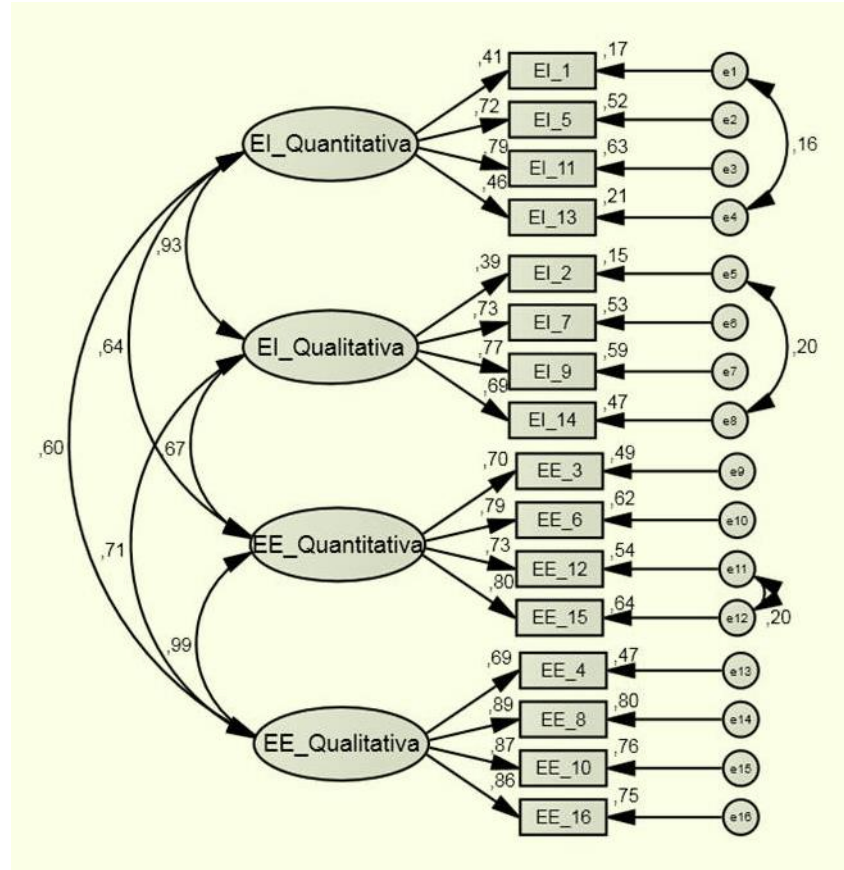 ,41
EI_1
,17
e1
,72
EI_5
,52
e2
,79
EI_11
,63
e3
,46
EI_13
,21
e4
,16
EI_Quantitativa
,93
,39
EI_2
,15
e5
,73
EI_7
,53
e6
,77
EI_9
,59
e7
,69
EI_14
,47
e8
,20
EI_Qualitativa
,64
,60
,67
,70
EE_3
,49
e9
,79
EE_6
,62
e10
,73
EE_12
,54
e11
,80
EE_15
,64
e12
,20
EE_Quantitativa
,71
,99
,69
EE_4
,47
e13
,89
EE_8
,80
e14
,87
EE_10
,76
e15
,86
EE_16
,75
e16
EE_Qualitativa